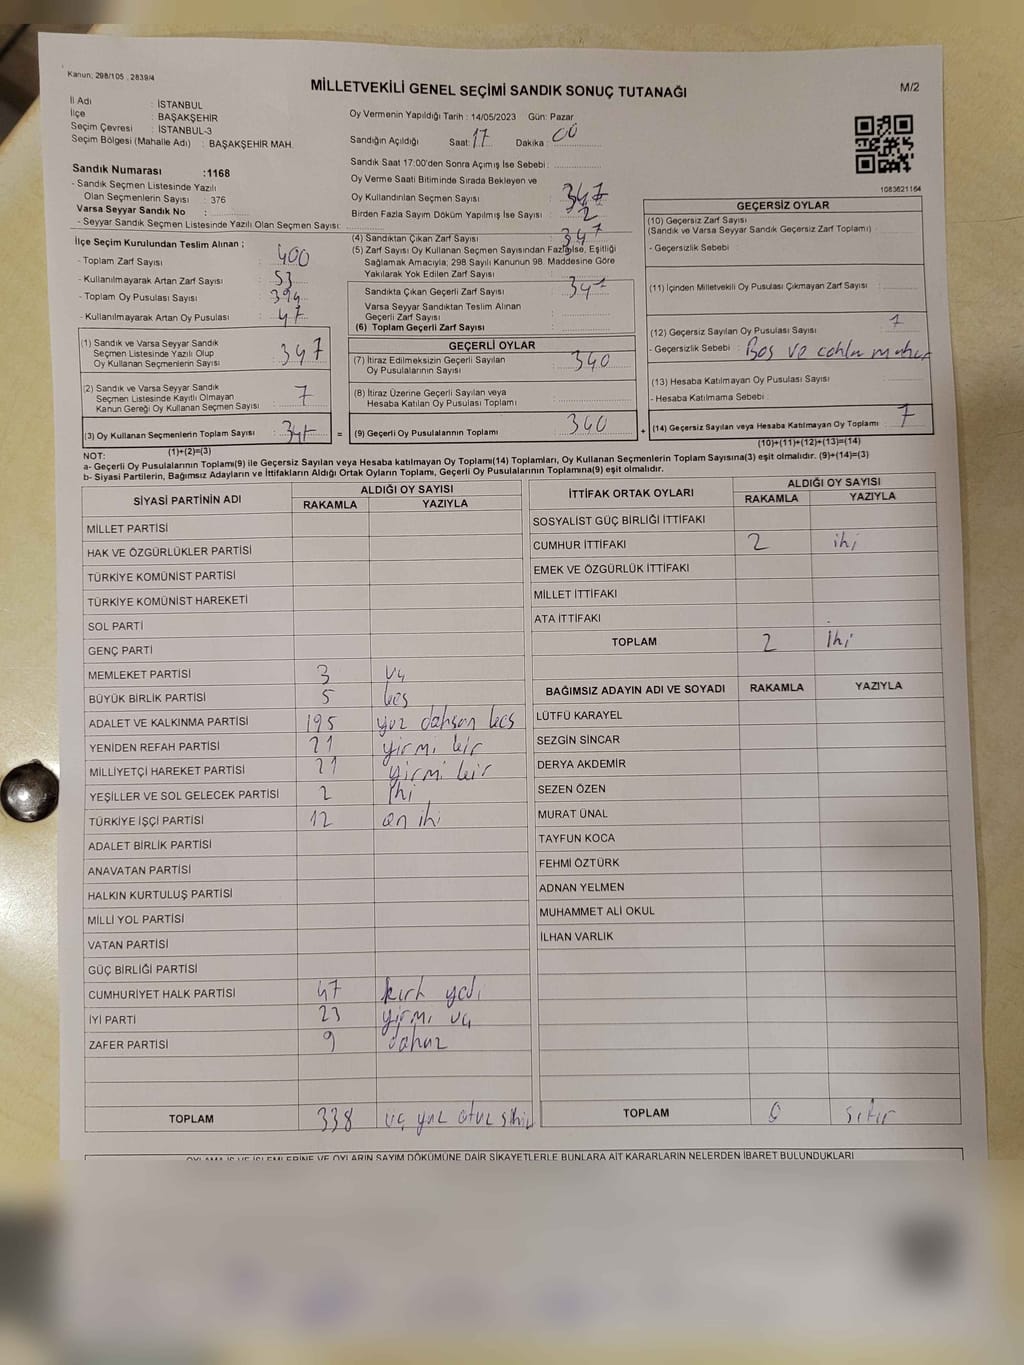 Kanun, 298/105 , 2839/4
MİLLETVEKİLİ GENEL SEÇİMİ SANDIK SONUÇ TUTANAĞI
M/2
İl Adı : İSTANBUL
İlçe : BAŞAKŞEHİR
Seçim Çevresi : İSTANBUL-3
Seçim Bölgesi (Mahalle Adı) : BAŞAKŞEHİR MAH.
Oy Vermenin Yapıldığı Tarih : 14/05/2023 Gün: Pazar
Sandığın Açıldığı Saat: 17 Dakika: 00
Sandık Saat 17:00'den Sonra Açımış İse Sebebi :
Oy Verme Saati Bitiminde Sırada Bekleyen ve
Oy Kullandırılan Seçmen Sayısı 347
Birden Fazla Sayım Döküm Yapılmış İse Sayısı : 2
Sandık Numarası :1168
- Sandık Seçmen Listesinde Yazılı
Olan Seçmenlerin Sayısı : 376
Varsa Seyyar Sandık No :
- Seyyar Sandık Seçmen Listesinde Yazılı Olan Seçmen Sayısı:
1083621164
İlçe Seçim Kurulundan Teslim Alınan ;
- Toplam Zarf Sayısı : 400
- Kullanılmayarak Artan Zarf Sayısı : 53
- Toplam Oy Pusulası Sayısı : 394
- Kullanılmayarak Artan Oy Pusulası : 47
(1) Sandık ve Varsa Seyyar Sandık
Seçmen Listesinde Yazılı Olup
Oy Kullanan Seçmenlerin Sayısı : 347
(2) Sandık ve Varsa Seyyar Sandık
Seçmen Listesinde Kayıtlı Olmayan
Kanun Gereği Oy Kullanan Seçmen Sayısı : 7
(3) Oy Kullanan Seçmenlerin Toplam Sayısı : 347
(1)+(2)=(3)
(4) Sandıktan Çıkan Zarf Sayısı : 347
(5) Zarf Sayısı Oy Kullanan Seçmen Sayısından Fazla İse, Eşitliği
Sağlamak Amacıyla; 298 Sayılı Kanunun 98. Maddesine Göre
Yakılarak Yok Edilen Zarf Sayısı :
Sandıkta Çıkan Geçerli Zarf Sayısı : 347
Varsa Seyyar Sandıktan Teslim Alınan
Geçerli Zarf Sayısı :
(6) Toplam Geçerli Zarf Sayısı :
GEÇERLİ OYLAR
(7) İtiraz Edilmeksizin Geçerli Sayılan
Oy Pusulalarının Sayısı : 340
(8) İtiraz Üzerine Geçerli Sayılan veya
Hesaba Katılan Oy Pusulası Toplamı :
= (9) Geçerli Oy Pusulalarının Toplamı : 340
GEÇERSİZ OYLAR
(10) Geçersiz Zarf Sayısı
(Sandık ve Varsa Seyyar Sandık Geçersiz Zarf Toplamı) :
- Geçersizlik Sebebi :
(11) İçinden Milletvekili Oy Pusulası Çıkmayan Zarf Sayısı :
(12) Geçersiz Sayılan Oy Pusulası Sayısı : 7
- Geçersizlik Sebebi : Boş ve
(13) Hesaba Katılmayan Oy Pusulası Sayısı :
- Hesaba Katılmama Sebebi :
+ (14) Geçersiz Sayılan veya Hesaba Katılmayan Oy Toplamı : 7
(10)+(11)+(12)+(13)=(14)
NOT:
a- Geçerli Oy Pusulalarının Toplamı(9) ile Geçersiz Sayılan veya Hesaba katılmayan Oy Toplamı(14) Toplamları, Oy Kullanan Seçmenlerin Toplam Sayısına(3) eşit olmalıdır. (9)+(14)=(3)
b- Siyasi Partilerin, Bağımsız Adayların ve İttifakların Aldığı Ortak Oyların Toplamı, Geçerli Oy Pusulalarının Toplamına(9) eşit olmalıdır.
SİYASİ PARTİNİN ADI
ALDIĞI OY SAYISI
RAKAMLA YAZIYLA
MİLLET PARTİSİ
HAK VE ÖZGÜRLÜKLER PARTİSİ
TÜRKİYE KOMÜNİST PARTİSİ
TÜRKİYE KOMÜNİST HAREKETİ
SOL PARTİ
GENÇ PARTİ
MEMLEKET PARTİSİ 3 üç
BÜYÜK BİRLİK PARTİSİ 5 beş
ADALET VE KALKINMA PARTİSİ 195 yüz doksan beş
YENİDEN REFAH PARTİSİ 21 yirmi bir
MİLLİYETÇİ HAREKET PARTİSİ 21 yirmi bir
YEŞİLLER VE SOL GELECEK PARTİSİ 2 iki
TÜRKİYE İŞÇİ PARTİSİ 12 on iki
ADALET BİRLİK PARTİSİ
ANAVATAN PARTİSİ
HALKIN KURTULUŞ PARTİSİ
MİLLİ YOL PARTİSİ
VATAN PARTİSİ
GÜÇ BİRLİĞİ PARTİSİ
CUMHURİYET HALK PARTİSİ 47 kırk yedi
İYİ PARTİ 23 yirmi üç
ZAFER PARTİSİ 9 dokuz
TOPLAM 338 üç yüz otuz sekiz
İTTİFAK ORTAK OYLARI
ALDIĞI OY SAYISI
RAKAMLA YAZIYLA
SOSYALİST GÜÇ BİRLİĞİ İTTİFAKI
CUMHUR İTTİFAKI 2 iki
EMEK VE ÖZGÜRLÜK İTTİFAKI
MİLLET İTTİFAKI
ATA İTTİFAKI
TOPLAM 2 iki
BAĞIMSIZ ADAYIN ADI VE SOYADI RAKAMLA YAZIYLA
LÜTFÜ KARAYEL
SEZGİN SİNCAR
DERYA AKDEMİR
SEZEN ÖZEN
MURAT ÜNAL
TAYFUN KOCA
FEHMİ ÖZTÜRK
ADNAN YELMEN
MUHAMMET ALİ OKUL
İLHAN VARLIK
TOPLAM 0 sıfır
OYLAMA İŞ VE İŞLEMLERİNE VE OYLARIN SAYIM DÖKÜMÜNE DAİR ŞİKAYETLERLE BUNLARA AİT KARARLARIN NELERDEN İBARET BULUNDUKLARI